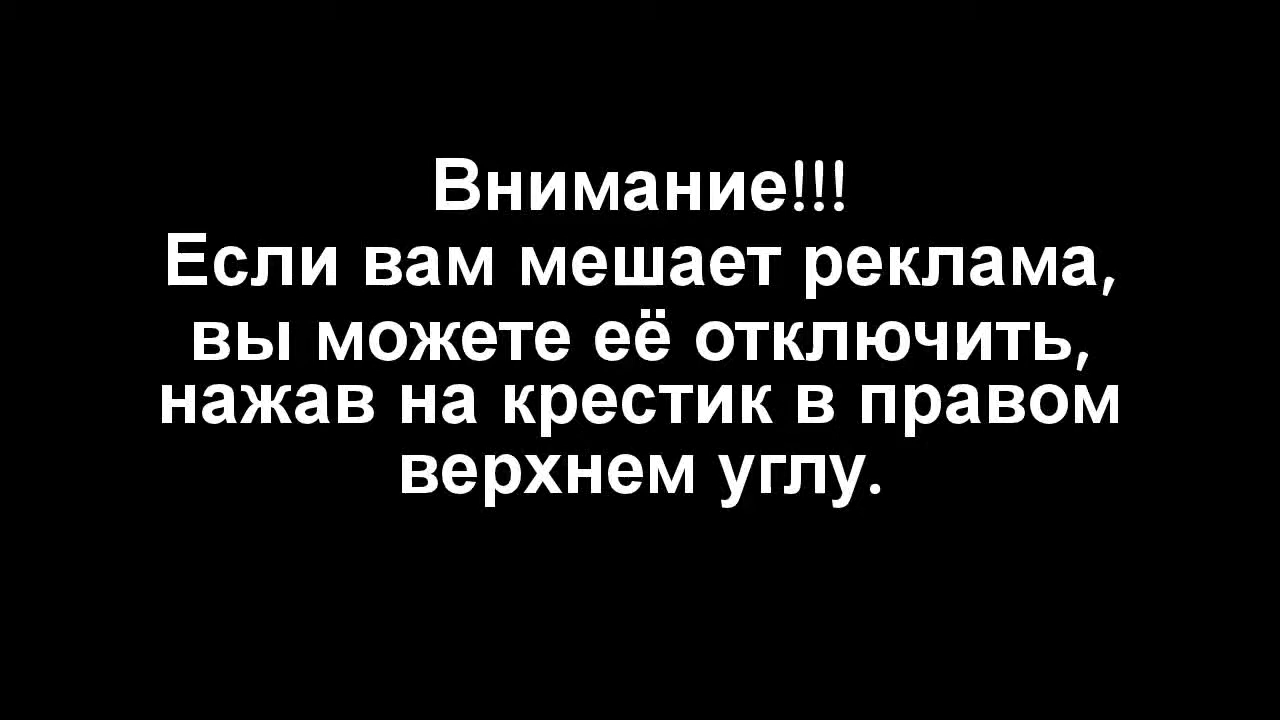 Внимание!!!
Если вам мешает реклама,
вы можете её отключить,
нажав на крестик в правом
верхнем углу.